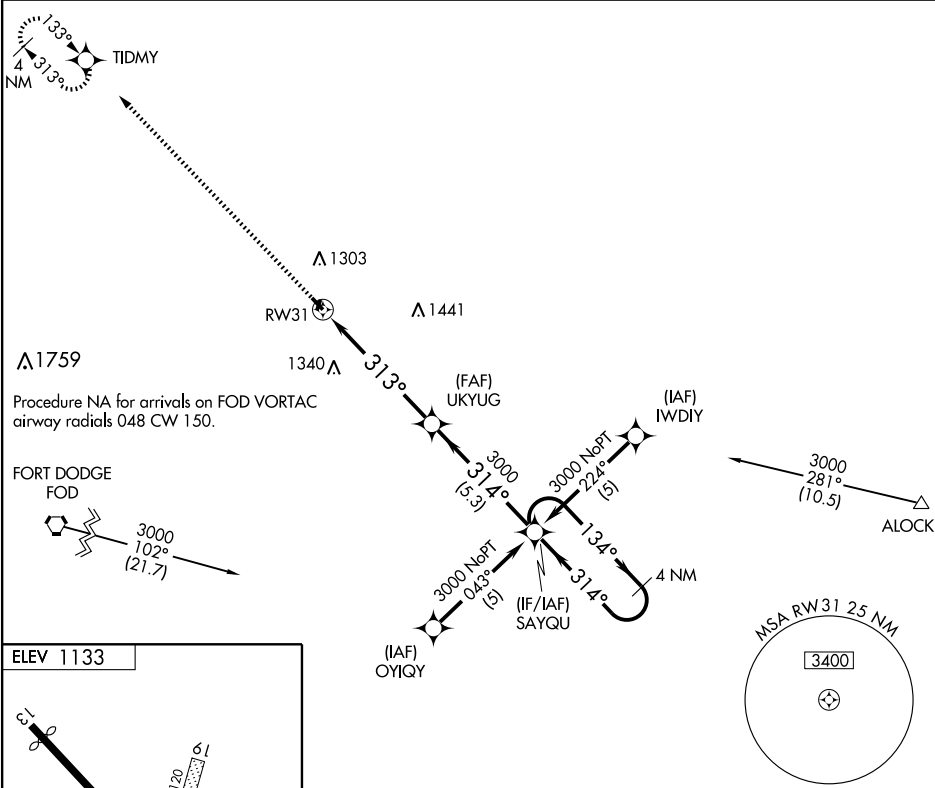 133°
313°
4
NM
TIDMY
1303
RW31
1441
1759
1340
313°
Procedure NA for arrivals on FOD VORTAC
airway radials 048 CW 150.
(FAF)
UKYUG
(IAF)
IWDIY
FORT DODGE
FOD
3000
102°
(21.7)
3000
314°
(5.3)
3000 NoPT
224°
(5)
3000
281°
(10.5)
ALOCK
134°
314°
4 NM
3000 NoPT
043°
(5)
(IF/IAF)
SAYQU
(IAF)
OYIQY
MSA RW31 25 NM
3400
ELEV 1133
13
19
120